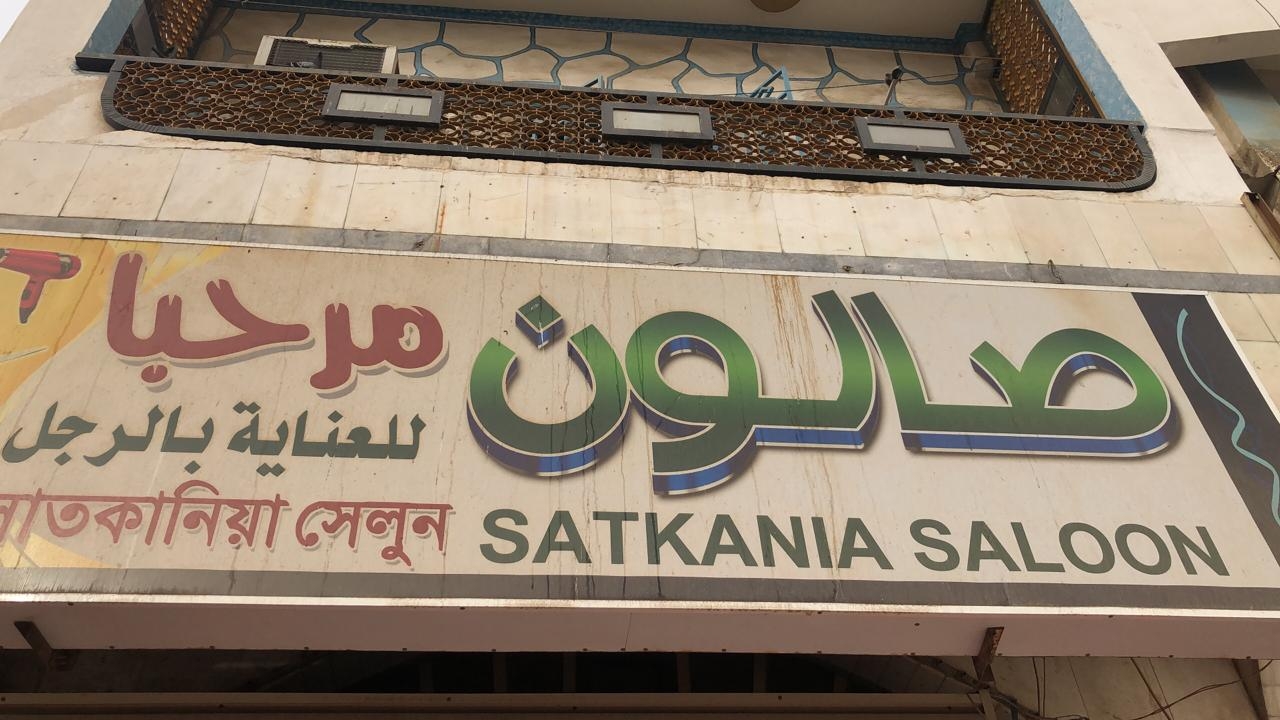 صالون
مرحبا
للعناية بالرجل
সাতকানিয়া সেলুন
SATKANIA SALOON